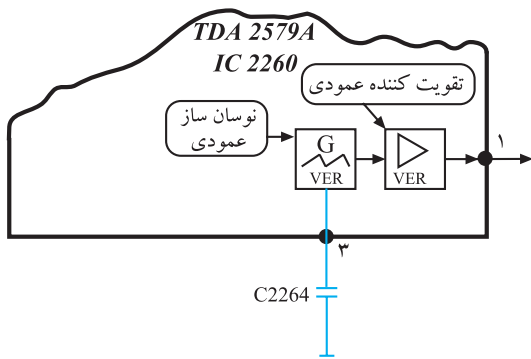 TDA 2579A
IC 2260
تقویت کننده عمودی
نوسان ساز
عمودی
G
VER
VER
۱
۳
C2264